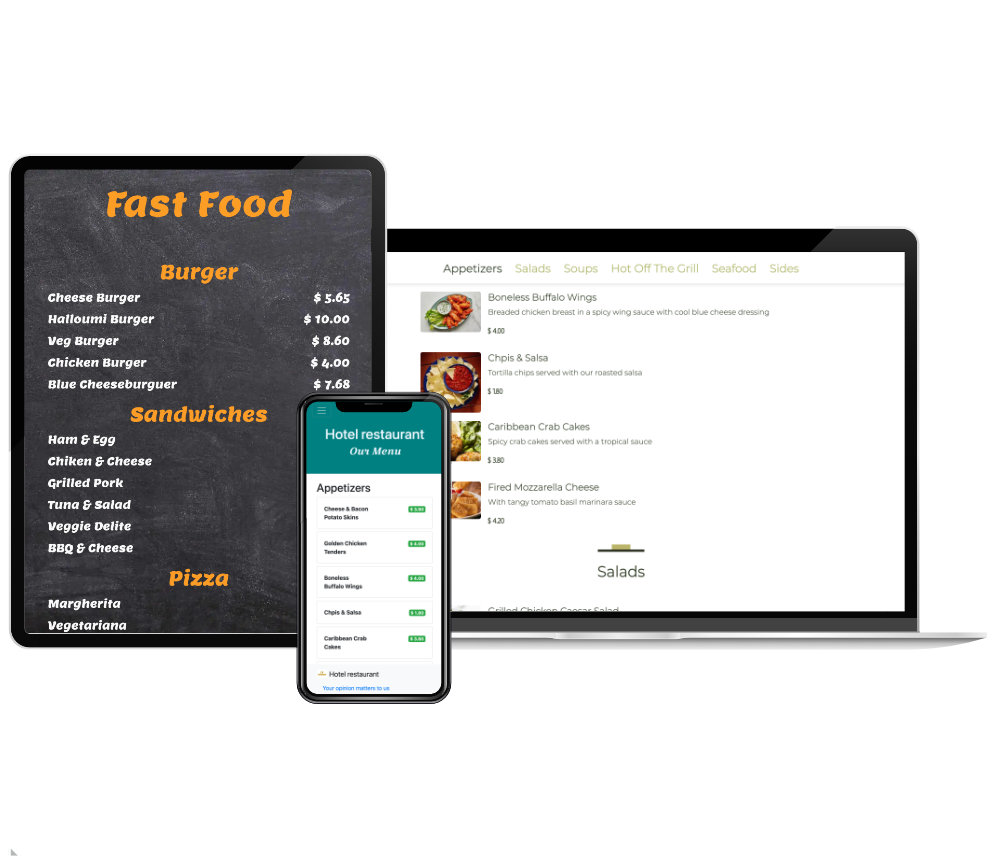 Fast Food
Burger
Cheese Burger $ 5.65
Halloumi Burger $ 10.00
Veg Burger $ 8.60
Chicken Burger $ 4.00
Blue Cheeseburguer $ 7.68
Sandwiches
Ham & Egg
Chiken & Cheese
Grilled Pork
Tuna & Salad
Veggie Delite
BBQ & Cheese
Pizza
Margherita
Vegetariana
Hotel restaurant
Our Menu
Appetizers
Cheese & Bacon
Potato Skins
Golden Chicken
Tenders
$ 4.00
Boneless
Buffalo Wings
$ 4.00
Chpis & Salsa $ 1.80
Caribbean Crab
Cakes
Hotel restaurant
Your opinion matters to us
Appetizers Salads Soups Hot Off The Grill Seafood Sides
Boneless Buffalo Wings
Breaded chicken breast in a spicy wing sauce with cool blue cheese dressing
$ 4.00
Chpis & Salsa
Tortilla chips served with our roasted salsa
$ 1.80
Caribbean Crab Cakes
Spicy crab cakes served with a tropical sauce
$ 3.80
Fired Mozzarella Cheese
With tangy tomato basil marinara sauce
$ 4.20
Salads
Grilled Chicken Caesar Salad